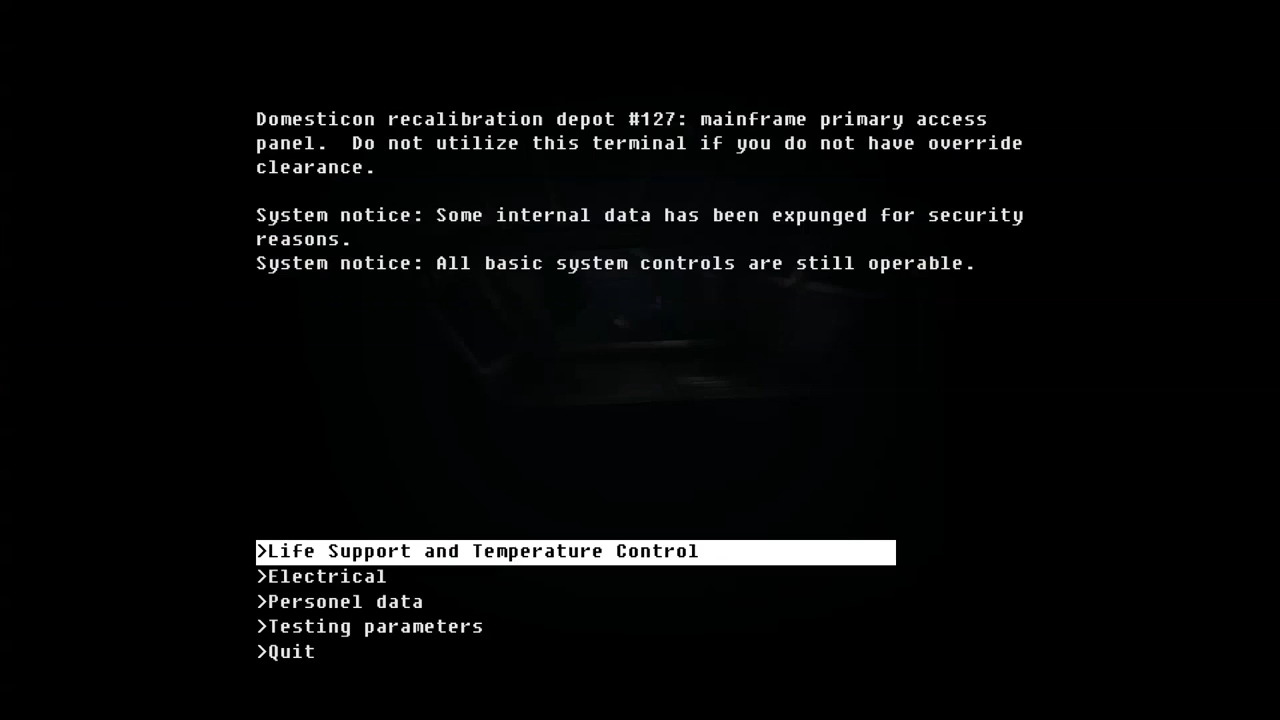 Domesticon recalibration depot #127: mainframe primary access
panel.  Do not utilize this terminal if you do not have override
clearance.
System notice: Some internal data has been expunged for security
reasons.
System notice: All basic system controls are still operable.
>Life Support and Temperature Control
>Electrical
>Personel data
>Testing parameters
>Quit